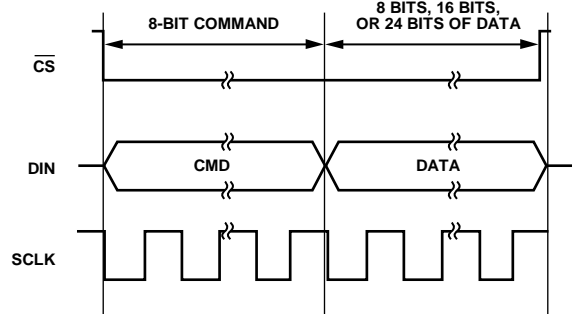 8-BIT COMMAND
8 BITS, 16 BITS,
OR 24 BITS OF DATA
CS
DIN
CMD
DATA
SCLK